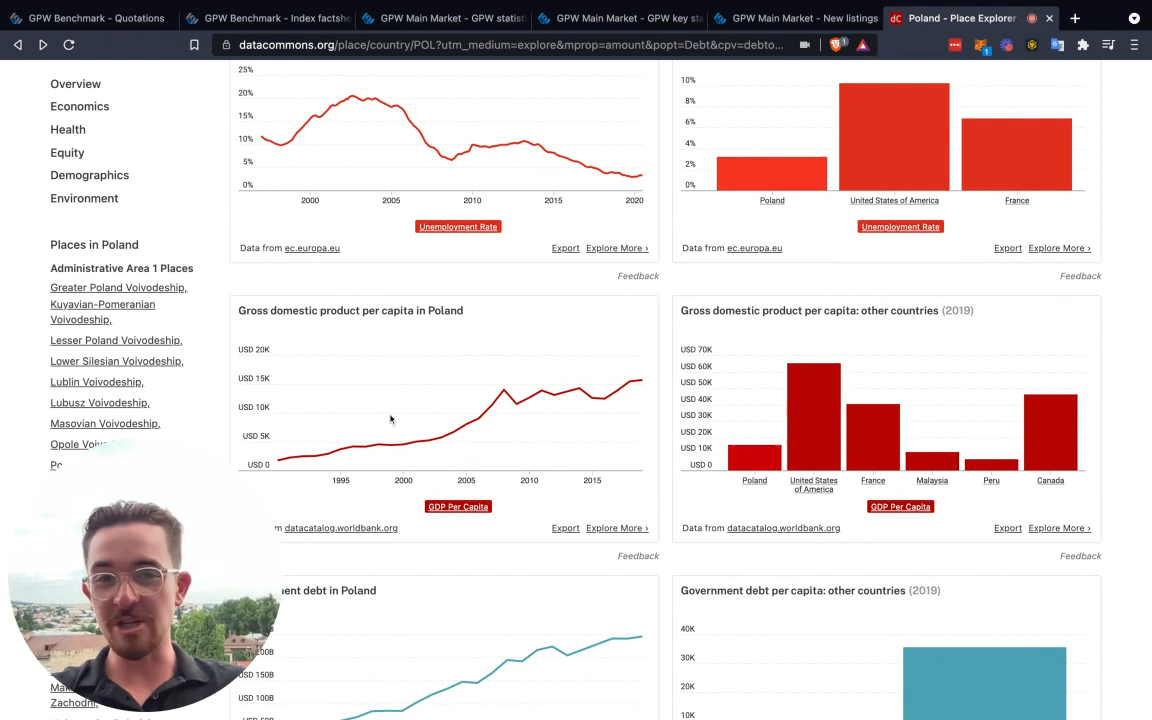 GPW Benchmark - Quotations
GPW Benchmark - Index factshe
GPW Main Market - GPW statist
GPW Main Market - GPW key sta
GPW Main Market - New listings
dC Poland - Place Explorer
datacommons.org/place/country/POL?utm_medium=explore&mprop=amount&popt=Debt&cpv=debto...
1
1
Overview
Economics
Health
Equity
Demographics
Environment
Places in Poland
Administrative Area 1 Places
Greater Poland Voivodeship,
Kuyavian-Pomeranian
Voivodeship,
Lesser Poland Voivodeship,
Lower Silesian Voivodeship,
Lublin Voivodeship,
Lubusz Voivodeship,
Masovian Voivodeship,
Opole Voiv
Po
Zachodni,
25%
20%
15%
10%
5%
0%
2000 2005 2010 2015 2020
Unemployment Rate
Data from ec.europa.eu Export Explore More ›
Feedback
10%
8%
6%
4%
2%
0%
Poland United States of America France
Unemployment Rate
Data from ec.europa.eu Export Explore More ›
Feedback
Gross domestic product per capita in Poland
USD 20K
USD 15K
USD 10K
USD 5K
USD 0
1995 2000 2005 2010 2015
GDP Per Capita
m datacatalog.worldbank.org Export Explore More ›
Feedback
Gross domestic product per capita: other countries (2019)
USD 70K
USD 60K
USD 50K
USD 40K
USD 30K
USD 20K
USD 10K
USD 0
Poland United States France Malaysia Peru Canada
of America
GDP Per Capita
Data from datacatalog.worldbank.org Export Explore More ›
Feedback
ment debt in Poland
200B
USD 150B
USD 100B
Government debt per capita: other countries (2019)
40K
30K
20K
10K